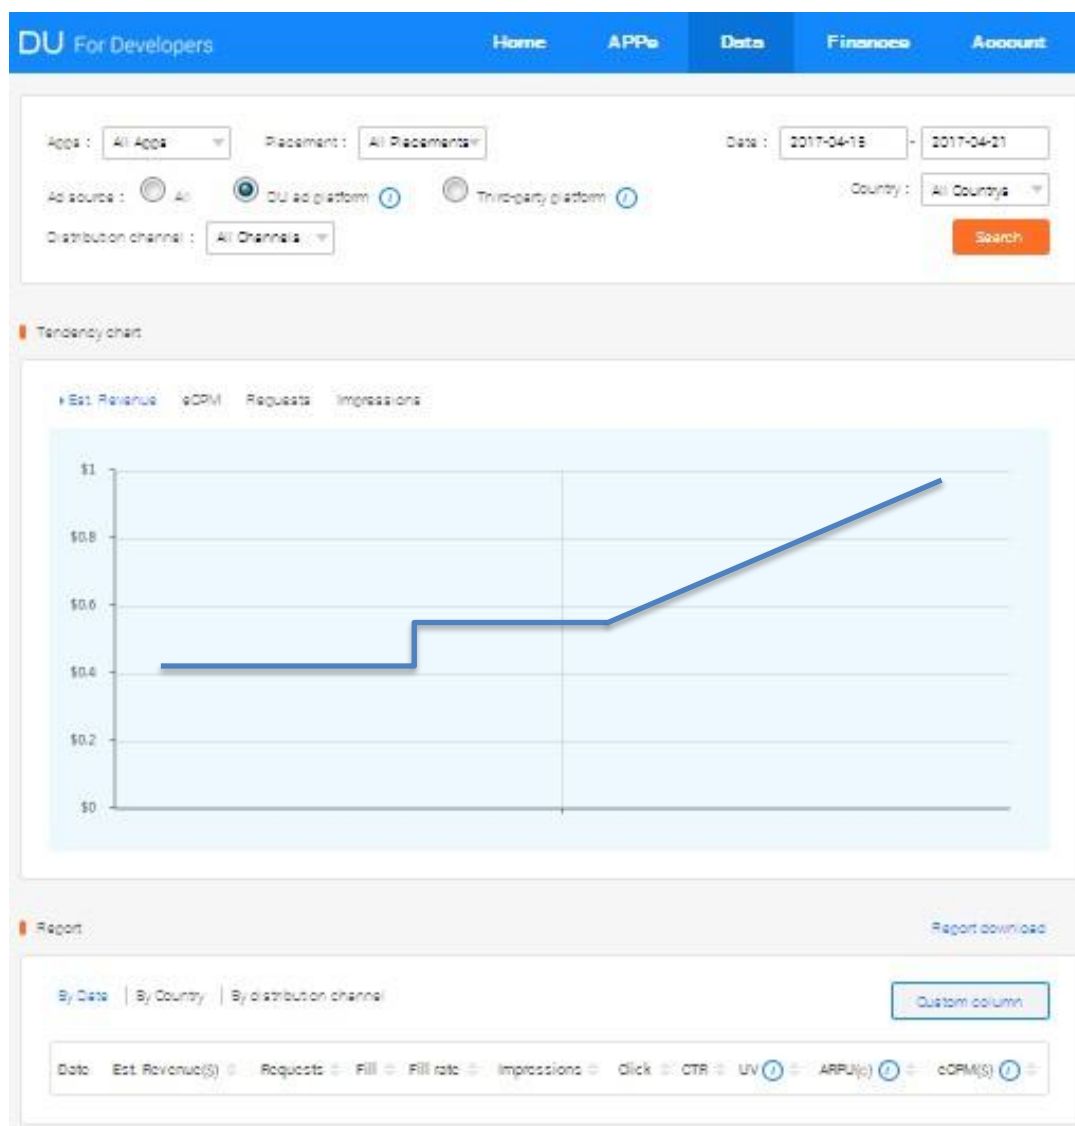 DU For Developers Home APPs Data Finances Account
Apps : All Apps Placement : All Placements Date : 2017-04-15 - 2017-04-21
Ad source : All DU ad platform i Third-party platform i Country : All Countrys
Distribution channel : All Channels Search
Tendency chart
Est. Revenue eCPM Requests Impressions
$1
$0.8
$0.6
$0.4
$0.2
$0
Report Report download
By Date | By Country | By distribution channel Custom column
Date Est. Revenue($) Requests Fill Fill rate Impressions Click CTR UV i ARPU(c) i eCPM($) i